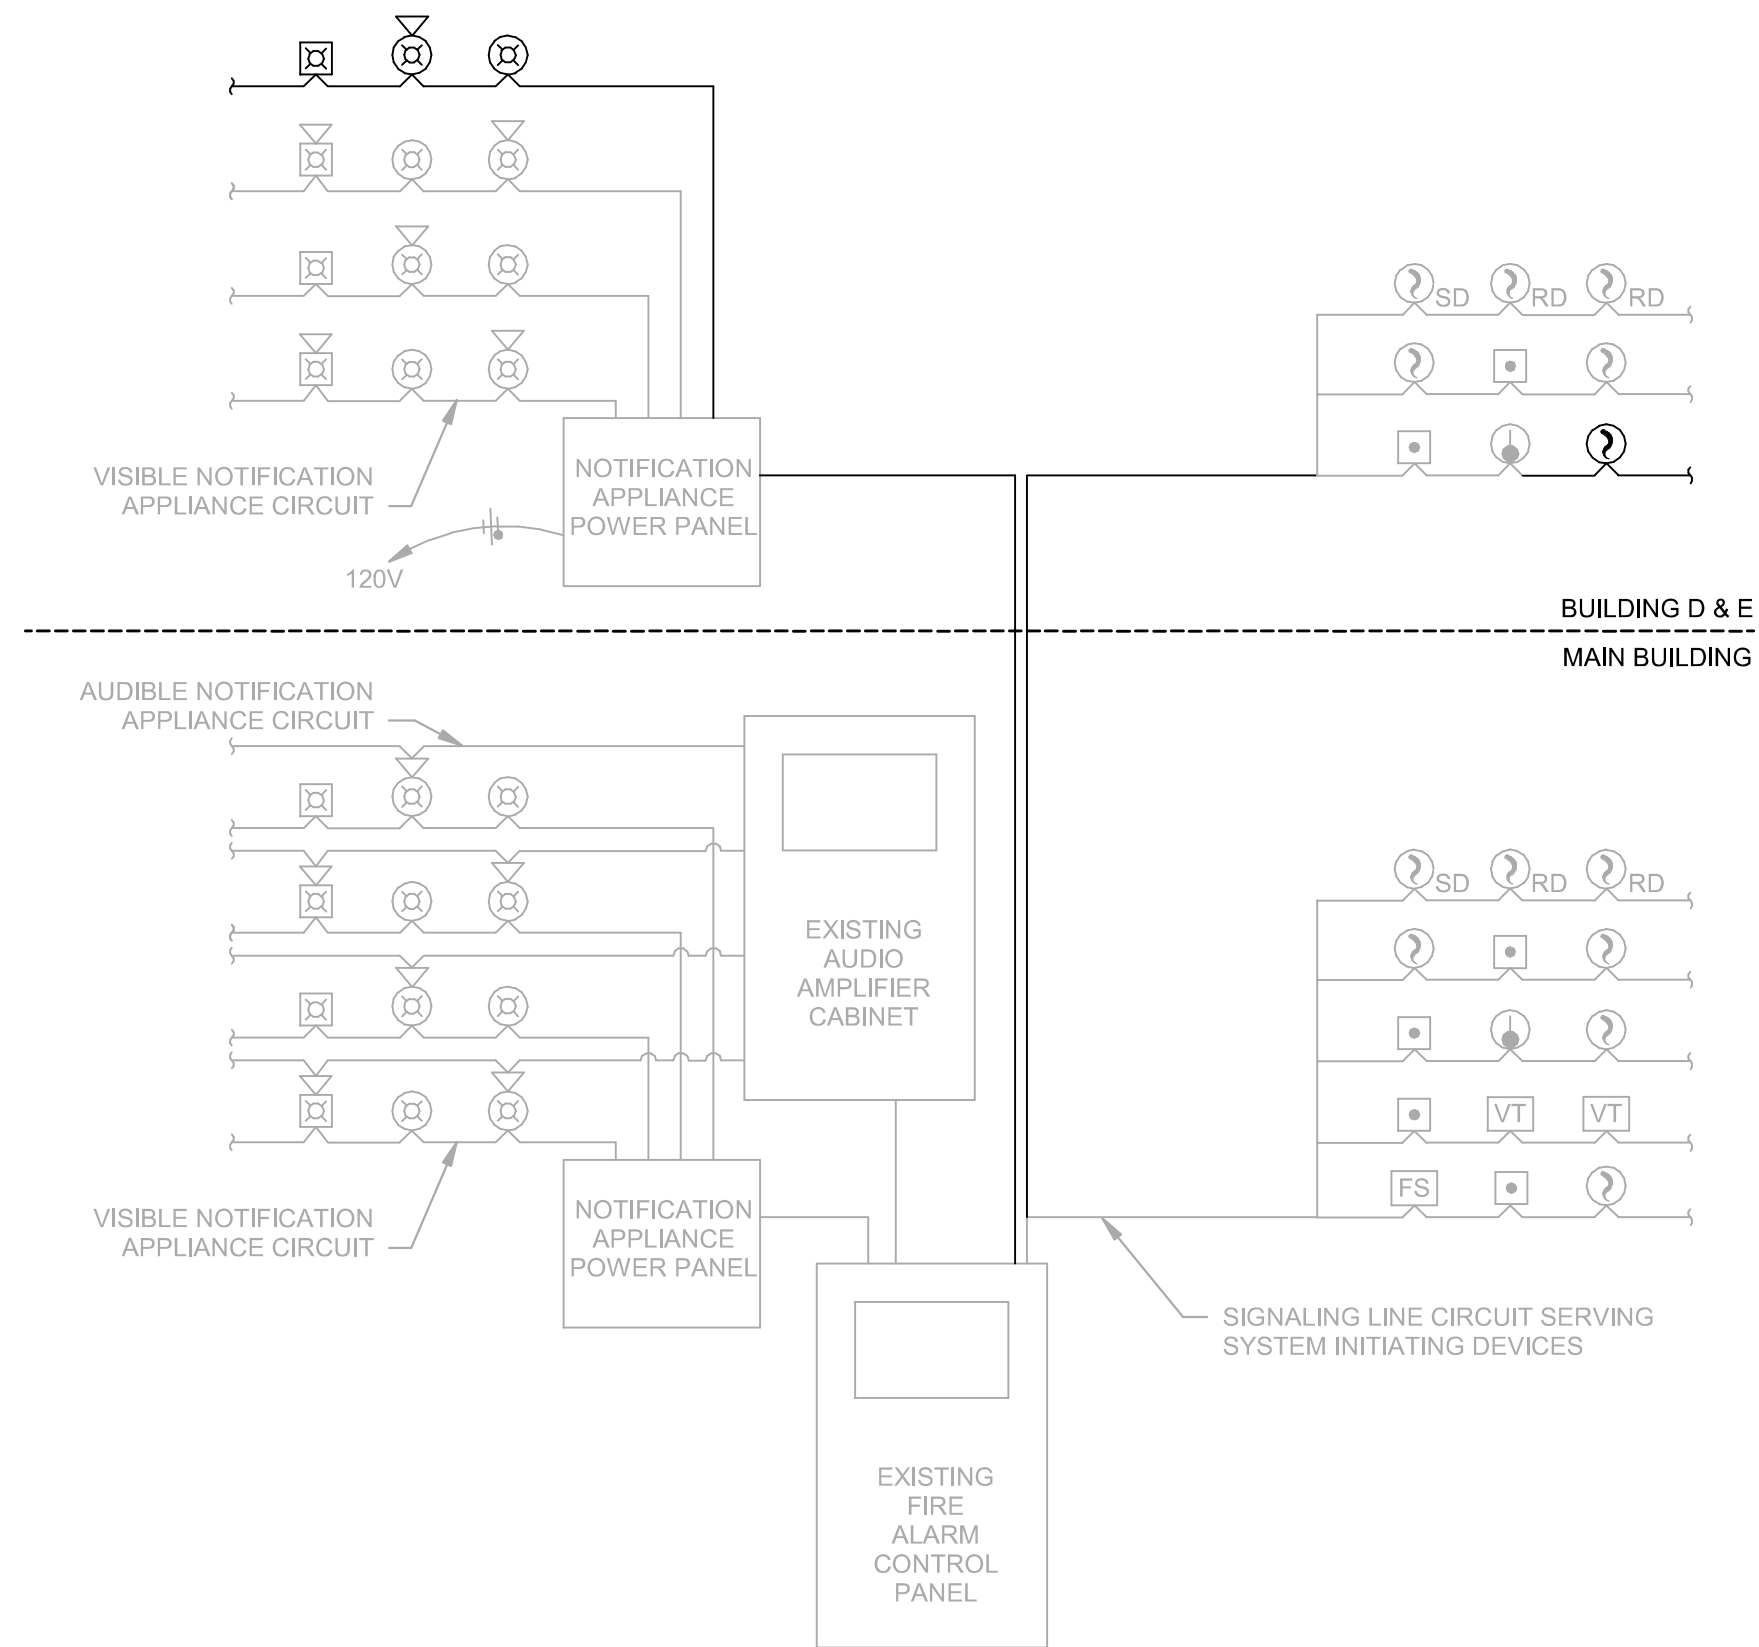 SD
RD
RD
VISIBLE NOTIFICATION
APPLIANCE CIRCUIT
NOTIFICATION
APPLIANCE
POWER PANEL
120V
BUILDING D & E
MAIN BUILDING
AUDIBLE NOTIFICATION
APPLIANCE CIRCUIT
EXISTING
AUDIO
AMPLIFIER
CABINET
SD
RD
RD
VT
VT
FS
VISIBLE NOTIFICATION
APPLIANCE CIRCUIT
NOTIFICATION
APPLIANCE
POWER PANEL
SIGNALING LINE CIRCUIT SERVING
SYSTEM INITIATING DEVICES
EXISTING
FIRE
ALARM
CONTROL
PANEL